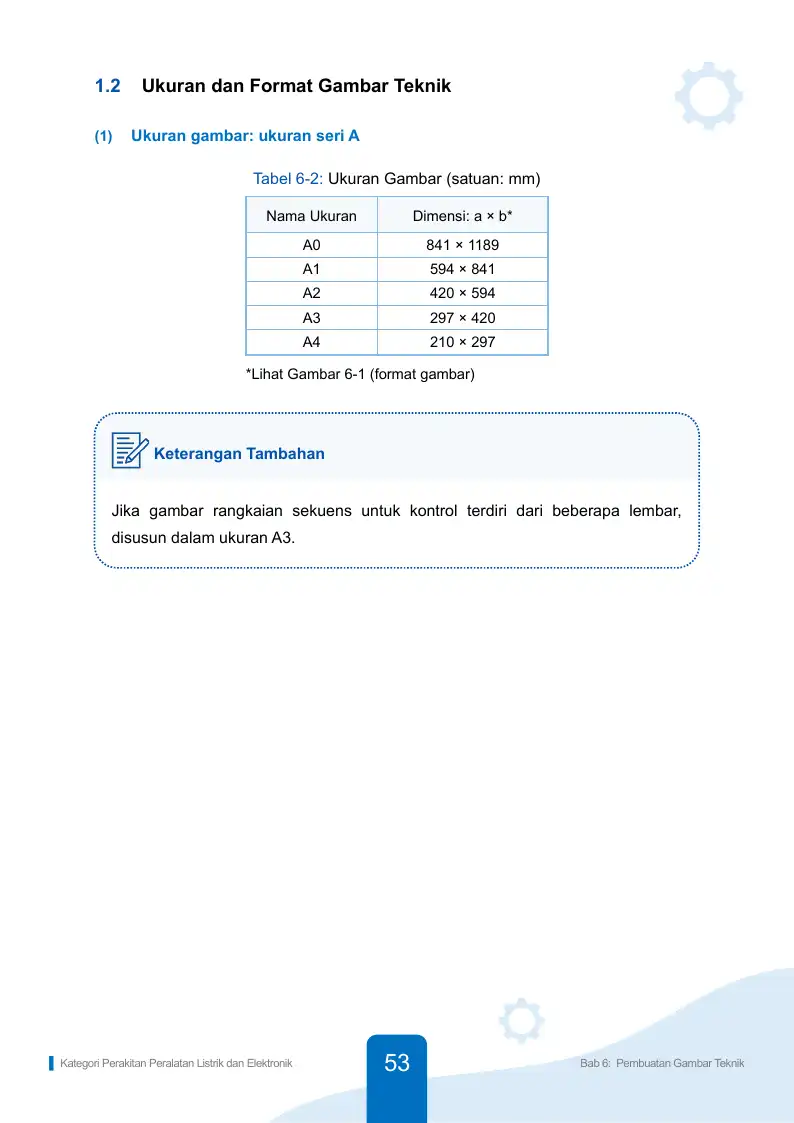 1.2 Ukuran dan Format Gambar Teknik
(1) Ukuran gambar: ukuran seri A
Tabel 6-2: Ukuran Gambar (satuan: mm)
Nama Ukuran Dimensi: a × b*
A0 841 × 1189
A1 594 × 841
A2 420 × 594
A3 297 × 420
A4 210 × 297
*Lihat Gambar 6-1 (format gambar)
Keterangan Tambahan
Jika gambar rangkaian sekuens untuk kontrol terdiri dari beberapa lembar,
disusun dalam ukuran A3.
Kategori Perakitan Peralatan Listrik dan Elektronik 53 Bab 6: Pembuatan Gambar Teknik